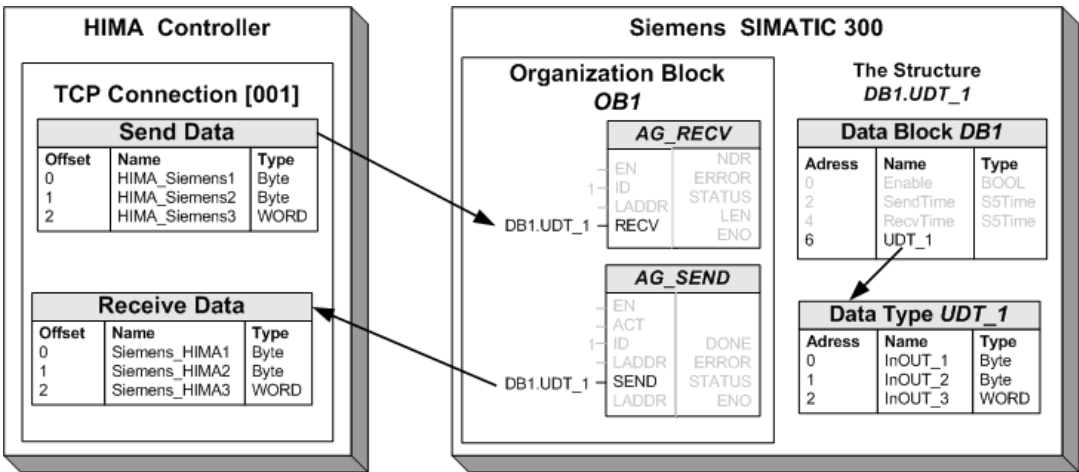 HIMA Controller
TCP Connection [001]
Send Data
Offset Name Type
0 HIMA_Siemens1 Byte
1 HIMA_Siemens2 Byte
2 HIMA_Siemens3 WORD
Receive Data
Offset Name Type
0 Siemens_HIMA1 Byte
1 Siemens_HIMA2 Byte
2 Siemens_HIMA3 WORD
Siemens SIMATIC 300
Organization Block
OB1
AG_RECV
NDR
EN
ERROR
1 ID
STATUS
LADDR
LEN
DB1.UDT_1 RECV
ENO
AG_SEND
EN
ACT
1 ID DONE
LADDR ERROR
DB1.UDT_1 SEND STATUS
LADDR ENO
The Structure
DB1.UDT_1
Data Block DB1
Adress Name Type
0 Enable BOOL
2 SendTime S5Time
4 RecvTime S5Time
6 UDT_1
Data Type UDT_1
Adress Name Type
0 InOUT_1 Byte
1 InOUT_2 Byte
2 InOUT_3 WORD